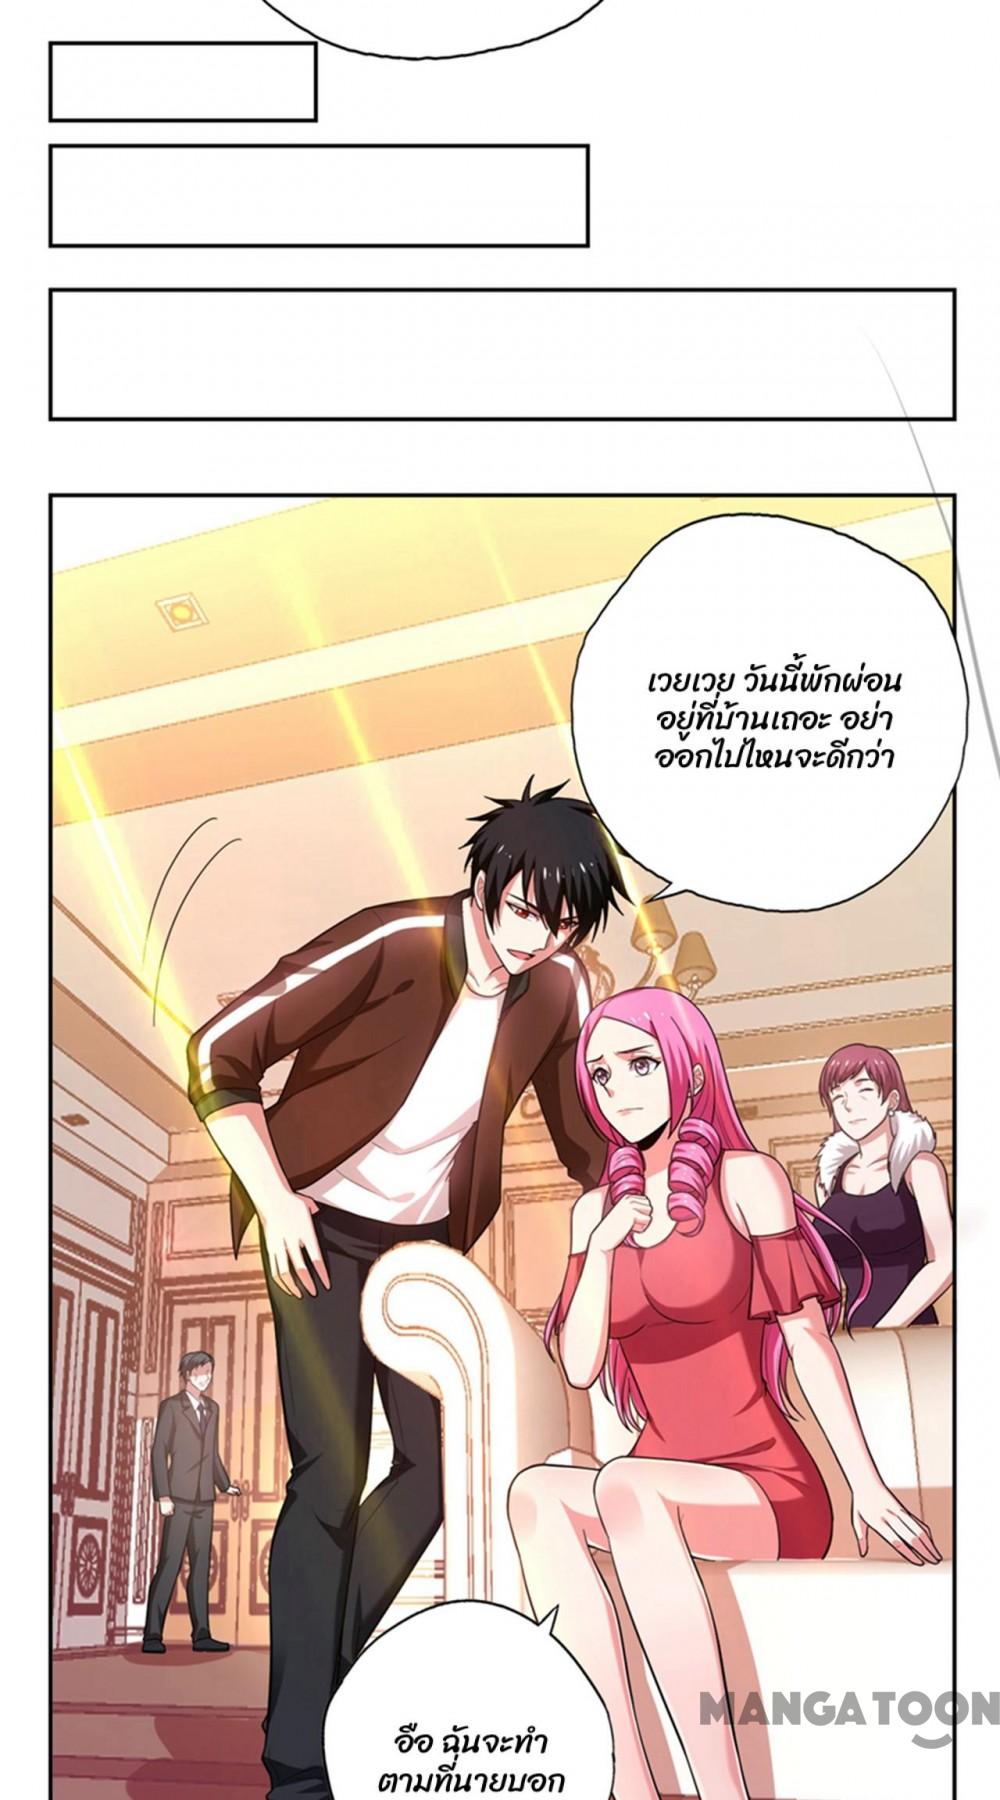 เวยเวย วันนี้พักผ่อน
อยู่ที่บ้านเถอะ อย่า
ออกไปไหนจะดีกว่า
MANGATOON
อือ ฉันจะทำ
ตามที่นายบอก